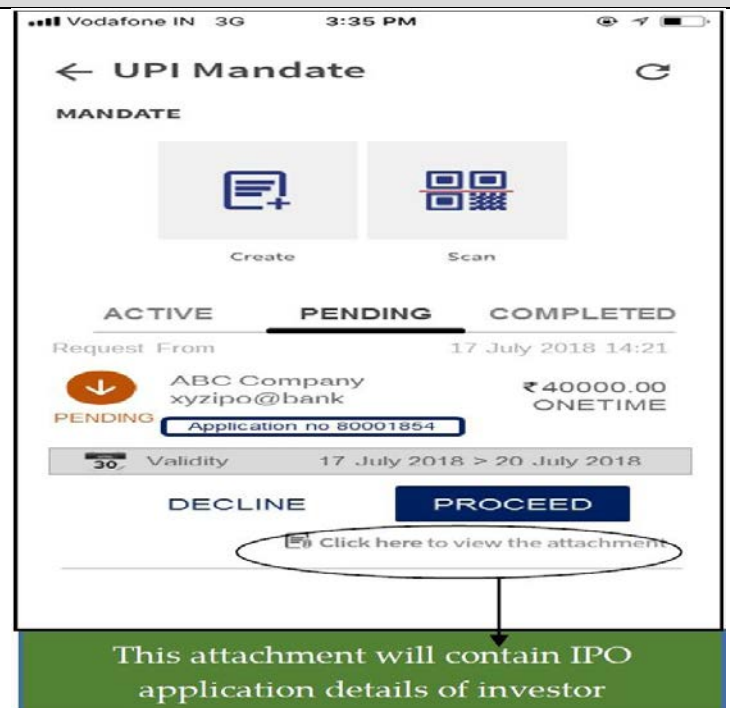 Vodafone IN 3G 3:35 PM
← UPI Mandate
MANDATE
Create Scan
ACTIVE PENDING COMPLETED
Request From 17 July 2018 14:21
ABC Company ₹40000.00
xyzipo@bank ONETIME
PENDING Application no 80001854
30 Validity 17 July 2018 > 20 July 2018
DECLINE PROCEED
Click here to view the attachment
This attachment will contain IPO
application details of investor